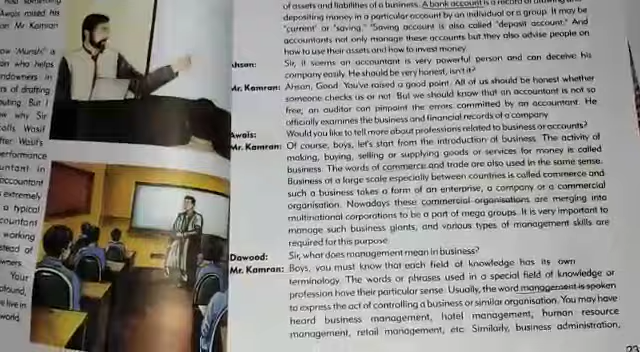 Awais raised his
Mr Kamran
"Munshi" is
who helps
landowners in
of drafting
But I
why Sir
calls Wasif
Wasif's
performance
accountant
extremely
a typical
accountant
working
instead of
owners.
Your
profound,
we live in
world.
of assets and liabilities of a business. A bank account is a record of
depositing money in a particular account by an individual or a group. It may be
"current" or "saving." "Saving account is also called "deposit account." And
accountants not only manage these accounts but they also advise people on
how to use their assets and how to invest money.
Ahsan: Sir, it seems an accountant is very powerful person and can deceive his
company easily. He should be very honest, isn't it?
Mr. Kamran: Ahsan, Good. You've raised a good point. All of us should be honest whether
someone checks us or not. But we should know that an accountant is not so
free; an auditor can pinpoint the errors committed by an accountant. He
officially examines the business and financial records of a company.
Awais: Would you like to tell more about professions related to business or accounts?
Mr. Kamran: Of course, boys, let's start from the introduction of business. The activity of
making, buying, selling or supplying goods or services for money is called
business. The words of commerce and trade are also used in the same sense.
Business at a large scale especially between countries is called commerce and
such a business takes a form of an enterprise, a company or a commercial
organisation. Nowadays these commercial organisations are merging into
multinational corporations to be a part of mega groups. It is very important to
manage such business giants, and various types of management skills are
required for this purpose.
Dawood: Sir, what does management mean in business?
Mr. Kamran: Boys, you must know that each field of knowledge has its own
terminology. The words or phrases used in a special field of knowledge or
profession have their particular sense. Usually, the word management is spoken
to express the act of controlling a business or similar organisation. You may have
heard business management, hotel management, human resource
management, retail management, etc. Similarly, business administration,